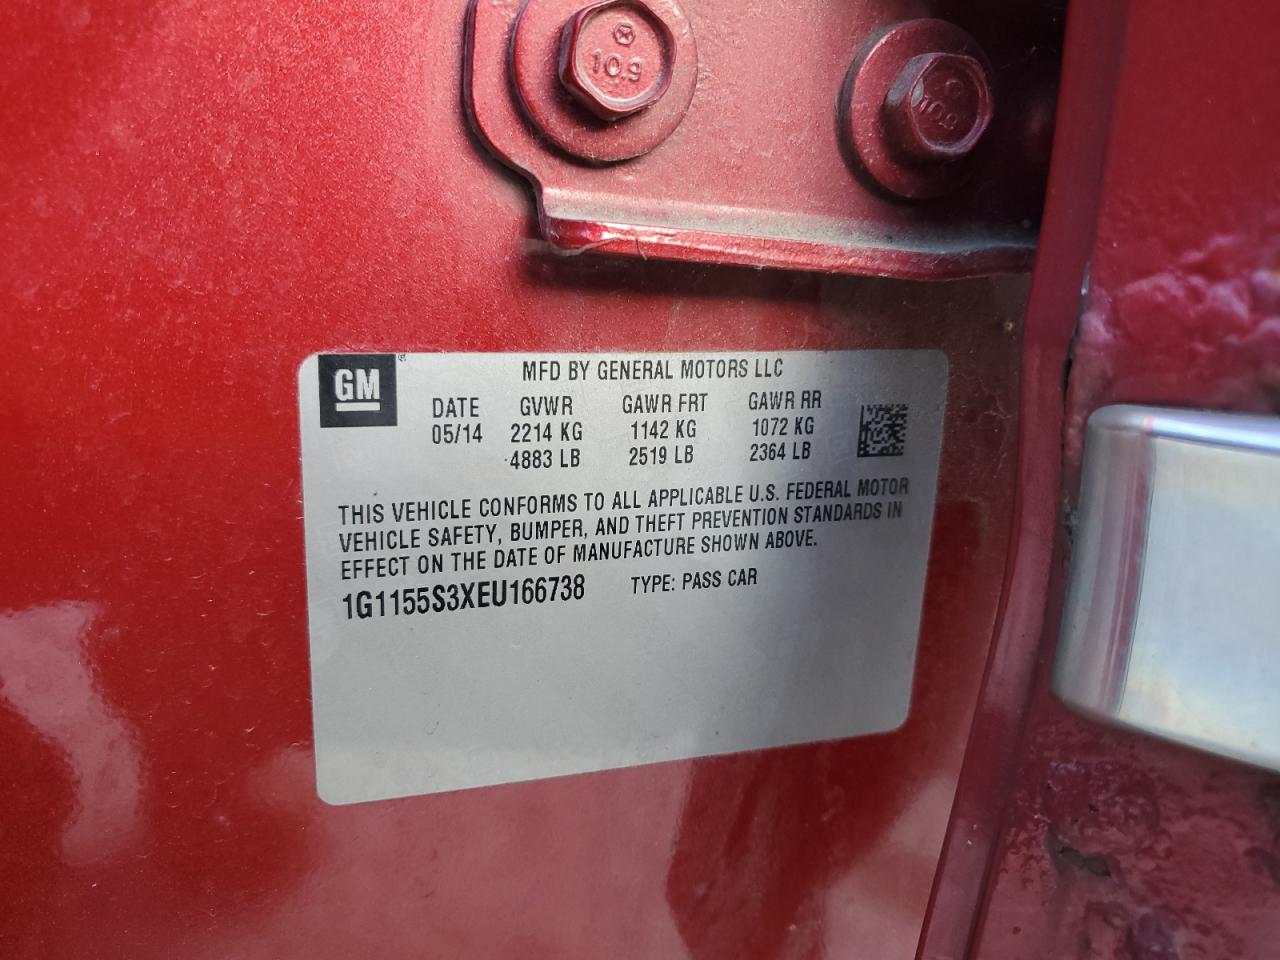 10.9
10.9
GM
MFD BY GENERAL MOTORS LLC
DATE GVWR GAWR FRT GAWR RR
05/14 2214 KG 1142 KG 1072 KG
4883 LB 2519 LB 2364 LB
THIS VEHICLE CONFORMS TO ALL APPLICABLE U.S. FEDERAL MOTOR
VEHICLE SAFETY, BUMPER, AND THEFT PREVENTION STANDARDS IN
EFFECT ON THE DATE OF MANUFACTURE SHOWN ABOVE.
1G1155S3XEU166738 TYPE: PASS CAR